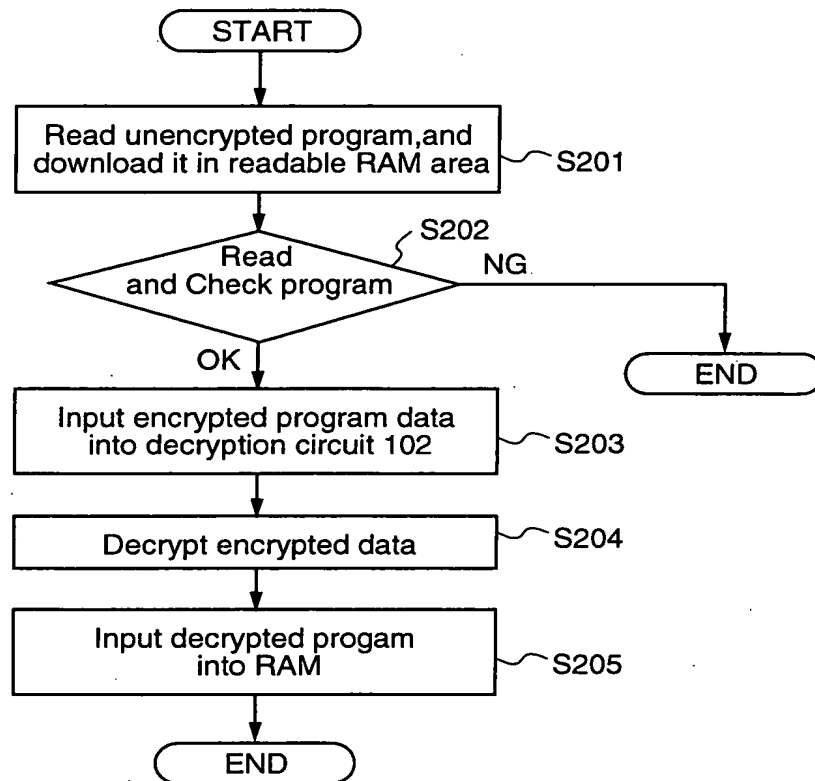 START
Read unencrypted program,and
download it in readable RAM area
S201
S202
Read
and Check program
NG
OK
END
Input encrypted program data
into decryption circuit 102
S203
Decrypt encrypted data
S204
Input decrypted progam
into RAM
S205
END